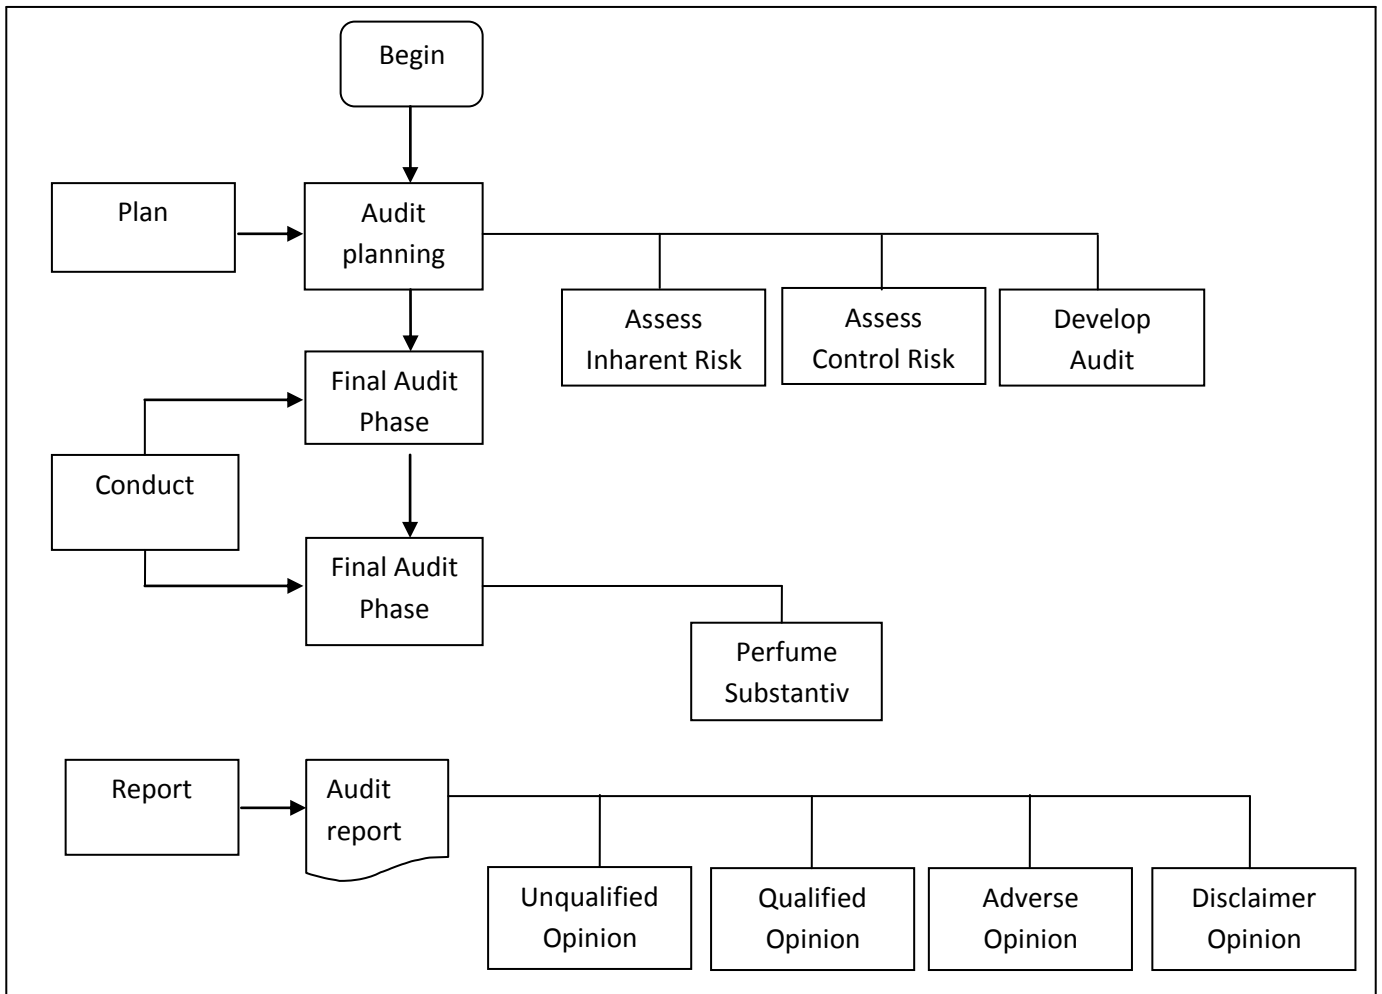 Begin
Plan
Audit
planning
Assess
Inharent Risk
Assess
Control Risk
Develop
Audit
Final Audit
Phase
Conduct
Final Audit
Phase
Perfume
Substantiv
Report
Audit
report
Unqualified
Opinion
Qualified
Opinion
Adverse
Opinion
Disclaimer
Opinion